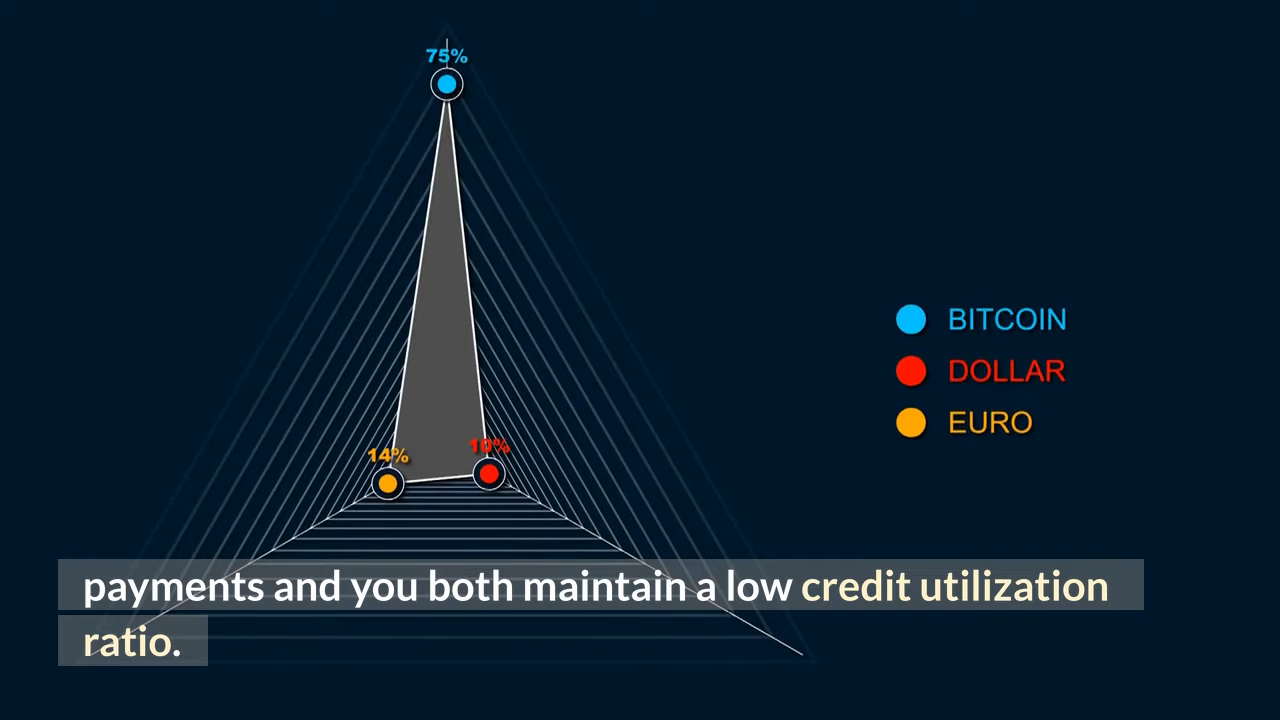 75%
BITCOIN
DOLLAR
EURO
10%
14%
payments and you both maintain a low credit utilization
ratio.